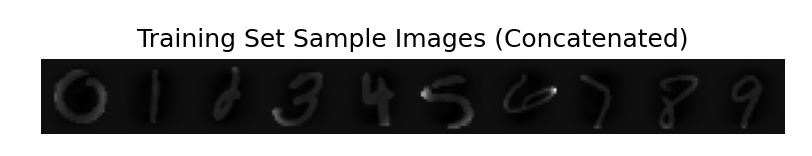 Training Set Sample Images (Concatenated)
0 1 2 3 4 5 6 7 8 9